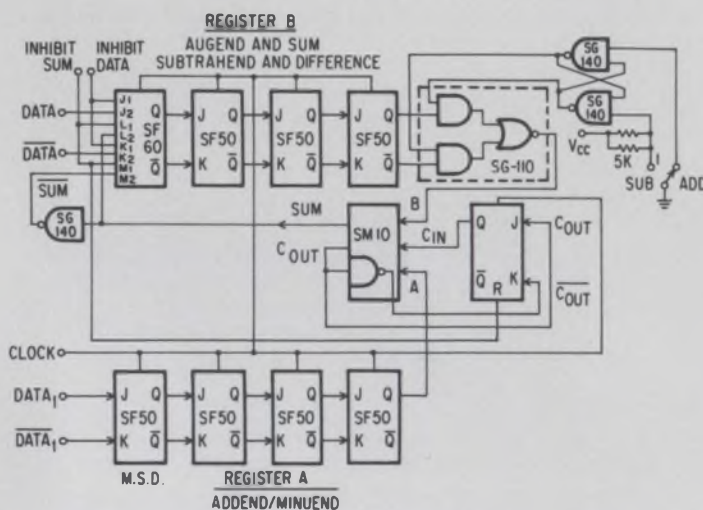 REGISTER B
AUGEND AND SUM
SUBTRAHEND AND DIFFERENCE
INHIBIT SUM
INHIBIT DATA
DATA
DATA
J1
J2
L1
L2
K1
K2
M1
M2
Q
SF
60
Q
J
Q
SF50
K
Q
J
Q
SF50
K
Q
J
Q
SF50
K
Q
SG-110
SG
140
SG
140
VCC
5K
1
SUB
ADD
SUM
SG
140
SUM
C OUT
SM10
B
CIN
A
Q
J
Q
R
K
COUT
COUT
CLOCK
DATA1
DATA1
J
Q
SF50
K
Q
J
Q
SF50
K
Q
J
Q
SF50
K
Q
J
Q
SF50
K
Q
M.S.D.
REGISTER A
ADDEND/MINUEND